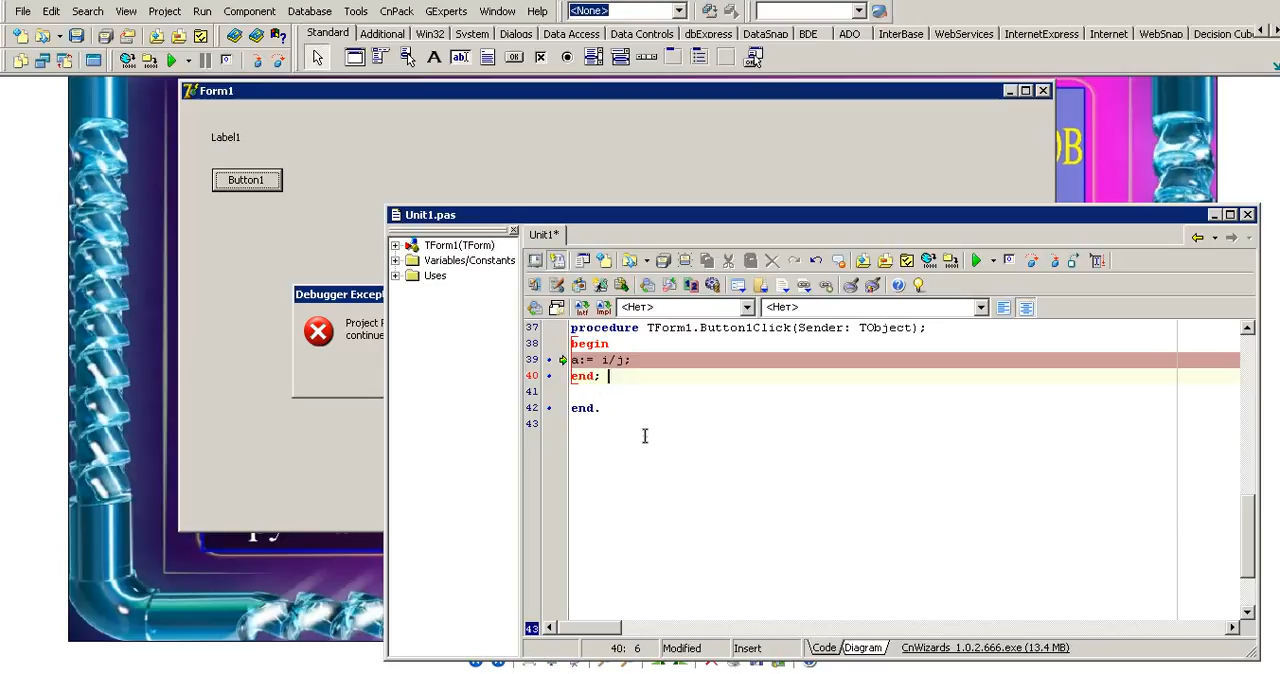 File Edit Search View Project Run Component Database Tools CnPack GExperts Window Help <None>
Standard Additional Win32 System Dialogs Data Access Data Controls dbExpress DataSnap BDE ADO InterBase WebServices InternetExpress Internet WebSnap Decision Cube
Form1
Label1
OB
Button1
Unit1.pas
TForm1(TForm)
Variables/Constants
Uses
Unit1*
Debugger Except
Project F
continue
<Нет> <Нет>
37 procedure TForm1.Button1Click(Sender: TObject);
38 begin
39 a:= i/j;
40 end;
41
42 end.
43
43
40: 6 Modified Insert Code Diagram CnWizards_1.0.2.666.exe (13.4 MB)